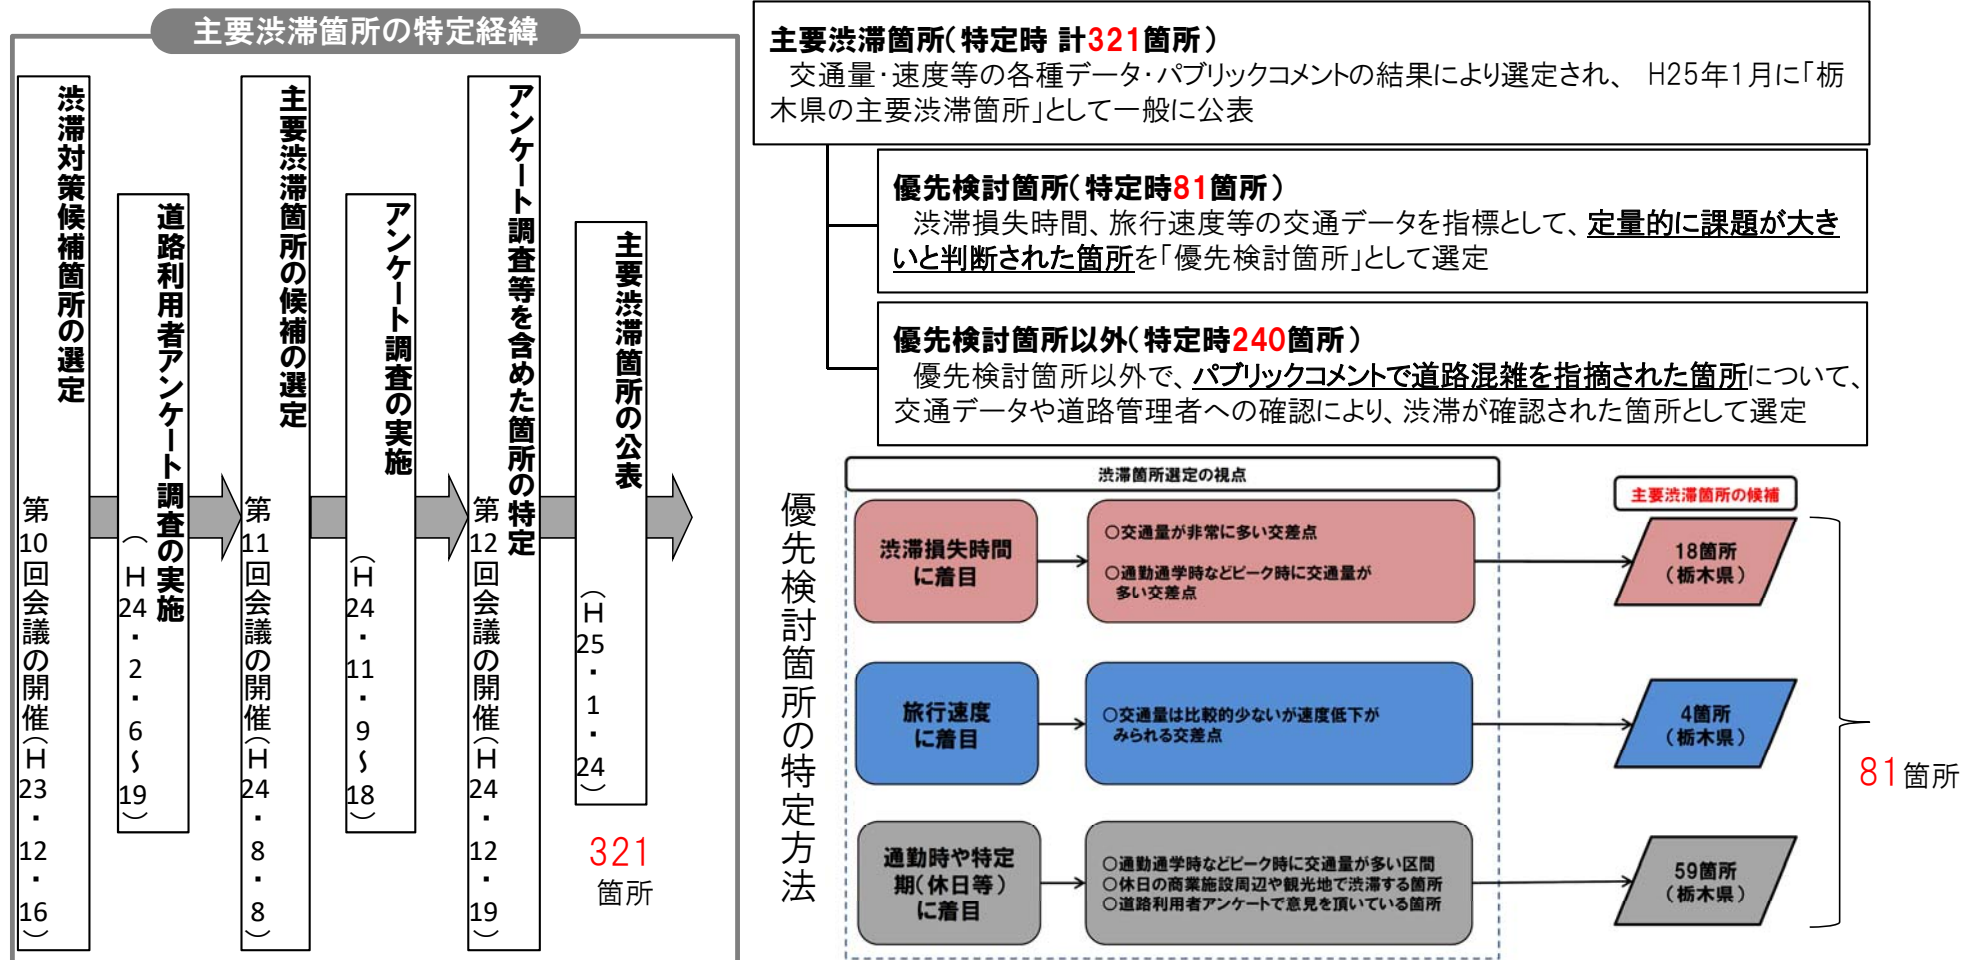 主要渋滞箇所の特定経緯
渋滞対策候補箇所の選定
第10回会議の開催（H23・12・16）
道路利用者アンケート調査の実施
（H24・2・6～19）
主要渋滞箇所の候補の選定
第11回会議の開催（H24・8・8）
アンケート調査の実施
（H24・11・9～18）
アンケート調査等を含めた箇所の特定
第12回会議の開催（H24・12・19）
主要渋滞箇所の公表
（H25・1・24）
321
箇所
主要渋滞箇所（特定時 計321箇所）
交通量・速度等の各種データ・パブリックコメントの結果により選定され、 H25年1月に「栃
木県の主要渋滞箇所」として一般に公表
優先検討箇所（特定時81箇所）
渋滞損失時間、旅行速度等の交通データを指標として、定量的に課題が大き
いと判断された箇所を「優先検討箇所」として選定
優先検討箇所以外（特定時240箇所）
優先検討箇所以外で、パブリックコメントで道路混雑を指摘された箇所について、
交通データや道路管理者への確認により、渋滞が確認された箇所として選定
優先検討箇所の特定方法
渋滞箇所選定の視点
主要渋滞箇所の候補
渋滞損失時間
に着目
○交通量が非常に多い交差点
○通勤通学時などピーク時に交通量が
多い交差点
18箇所
（栃木県）
旅行速度
に着目
○交通量は比較的少ないが速度低下が
みられる交差点
4箇所
（栃木県）
通勤時や特定
期（休日等）
に着目
○通勤通学時などピーク時に交通量が多い区間
○休日の商業施設周辺や観光地で渋滞する箇所
○道路利用者アンケートで意見を頂いている箇所
59箇所
（栃木県）
81箇所